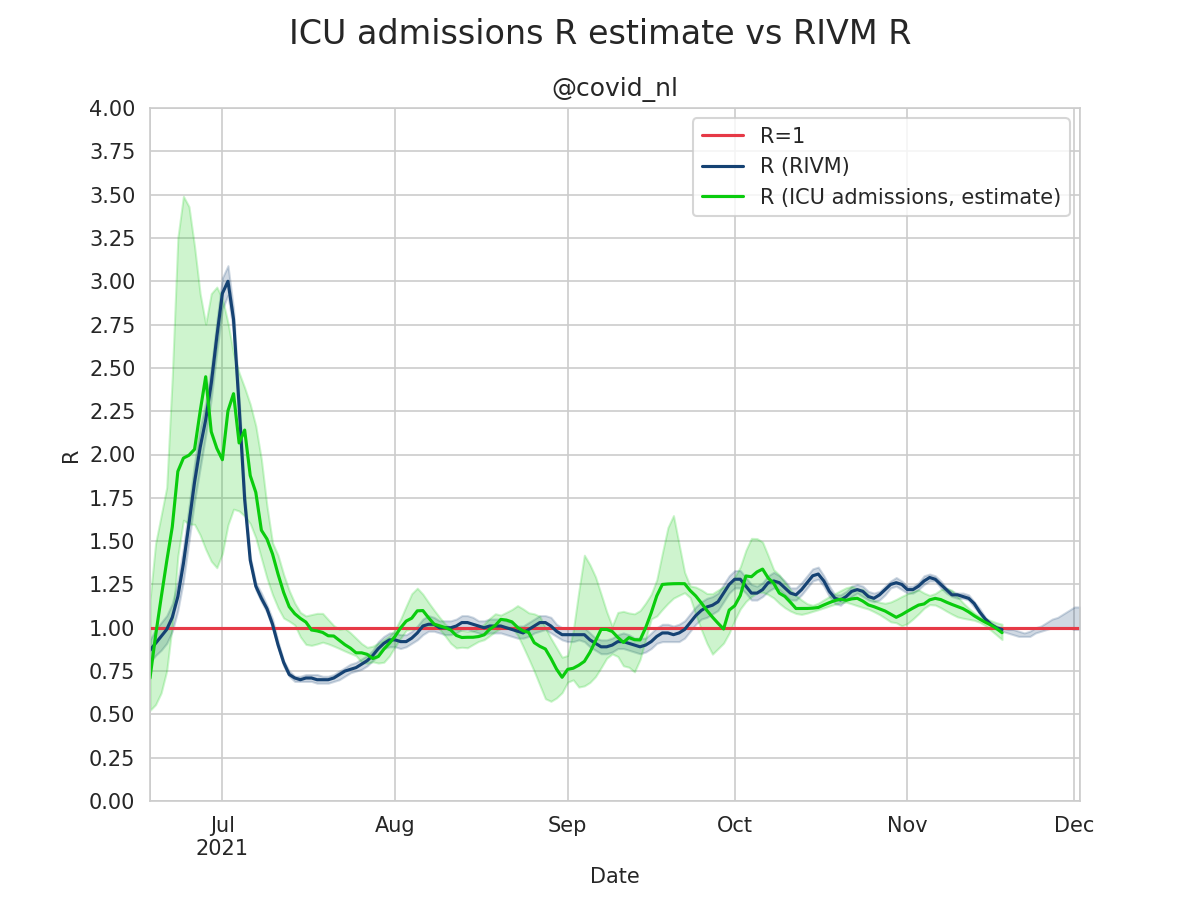 ICU admissions R estimate vs RIVM R
@covid_nl
R=1
R (RIVM)
R (ICU admissions, estimate)
4.00
3.75
3.50
3.25
3.00
2.75
2.50
2.25
2.00
1.75
1.50
1.25
1.00
0.75
0.50
0.25
0.00
R
Jul Aug Sep Oct Nov Dec
2021
Date